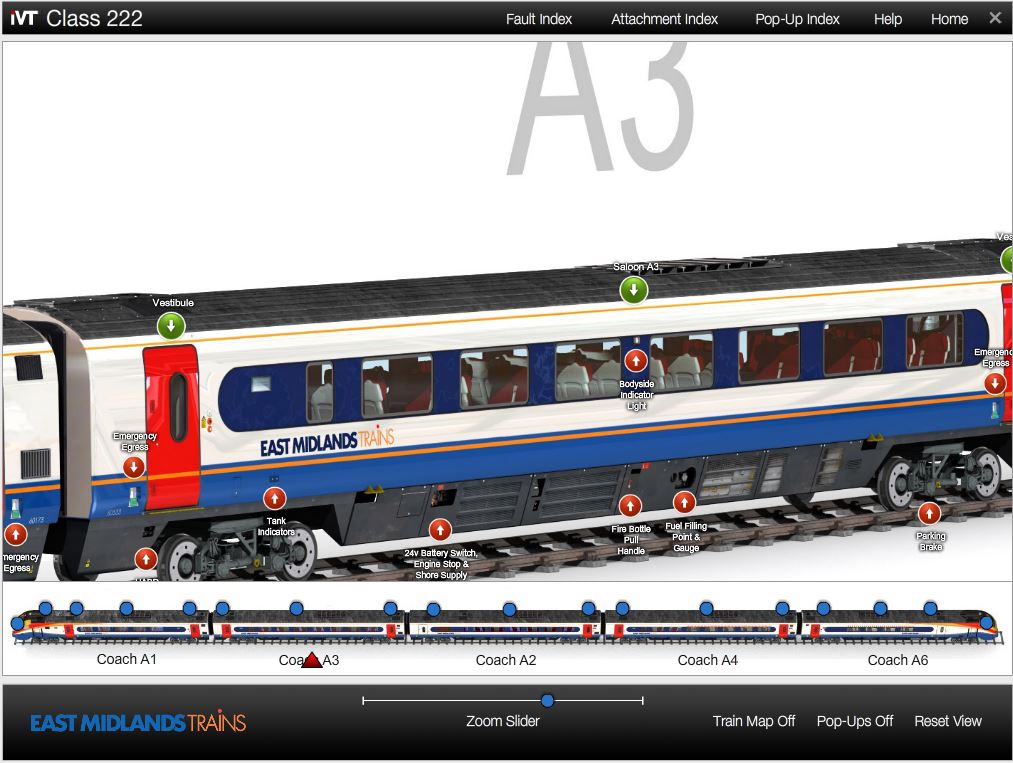 iVT Class 222
Fault Index
Attachment Index
Pop-Up Index
Help
Home
A3
Saloon A3
Vestibule
Emergency
Egress
Bodyside
Indicator
Light
EAST MIDLANDS TRAINS
Emergency
Egress
Tank
Indicators
24v Battery Switch,
Engine Stop &
Shore Supply
Fire Bottle
Pull
Handle
Fuel Filling
Point &
Gauge
Parking
Brake
mergency
Egress
Coach A1
Coach A3
Coach A2
Coach A4
Coach A6
EAST MIDLANDS TRAINS
Zoom Slider
Train Map Off
Pop-Ups Off
Reset View